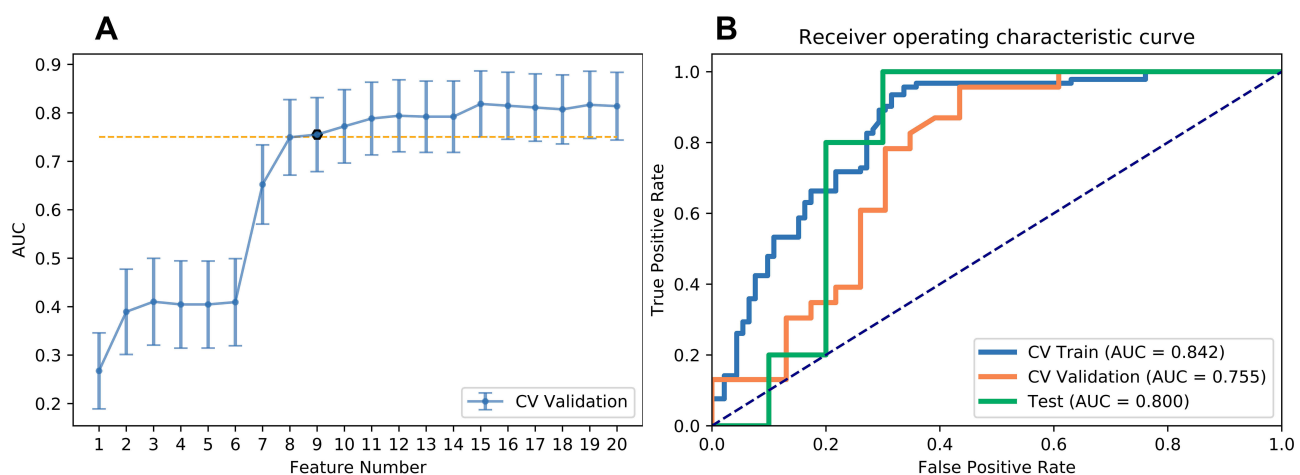 A
0.9
0.8
0.7
0.6
0.5
0.4
0.3
0.2
AUC
1 2 3 4 5 6 7 8 9 10 11 12 13 14 15 16 17 18 19 20
Feature Number
CV Validation
B
Receiver operating characteristic curve
1.0
0.8
0.6
0.4
0.2
0.0
True Positive Rate
0.0 0.2 0.4 0.6 0.8 1.0
False Positive Rate
CV Train (AUC = 0.842)
CV Validation (AUC = 0.755)
Test (AUC = 0.800)